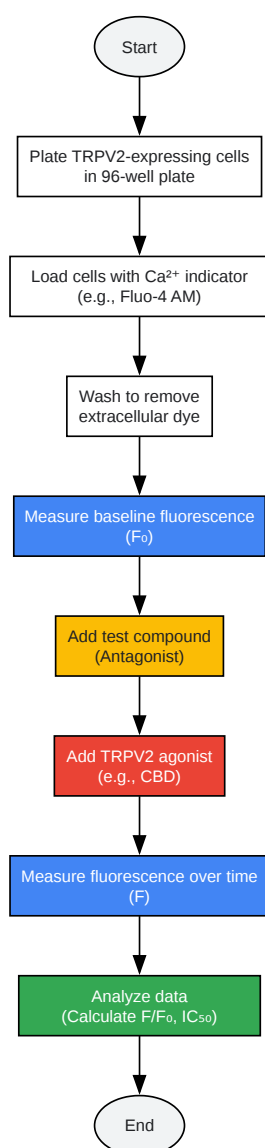 Start
Plate TRPV2-expressing cells
in 96-well plate
Load cells with Ca²⁺ indicator
(e.g., Fluo-4 AM)
Wash to remove
extracellular dye
Measure baseline fluorescence
(F₀)
Add test compound
(Antagonist)
Add TRPV2 agonist
(e.g., CBD)
Measure fluorescence over time
(F)
Analyze data
(Calculate F/F₀, IC₅₀)
End